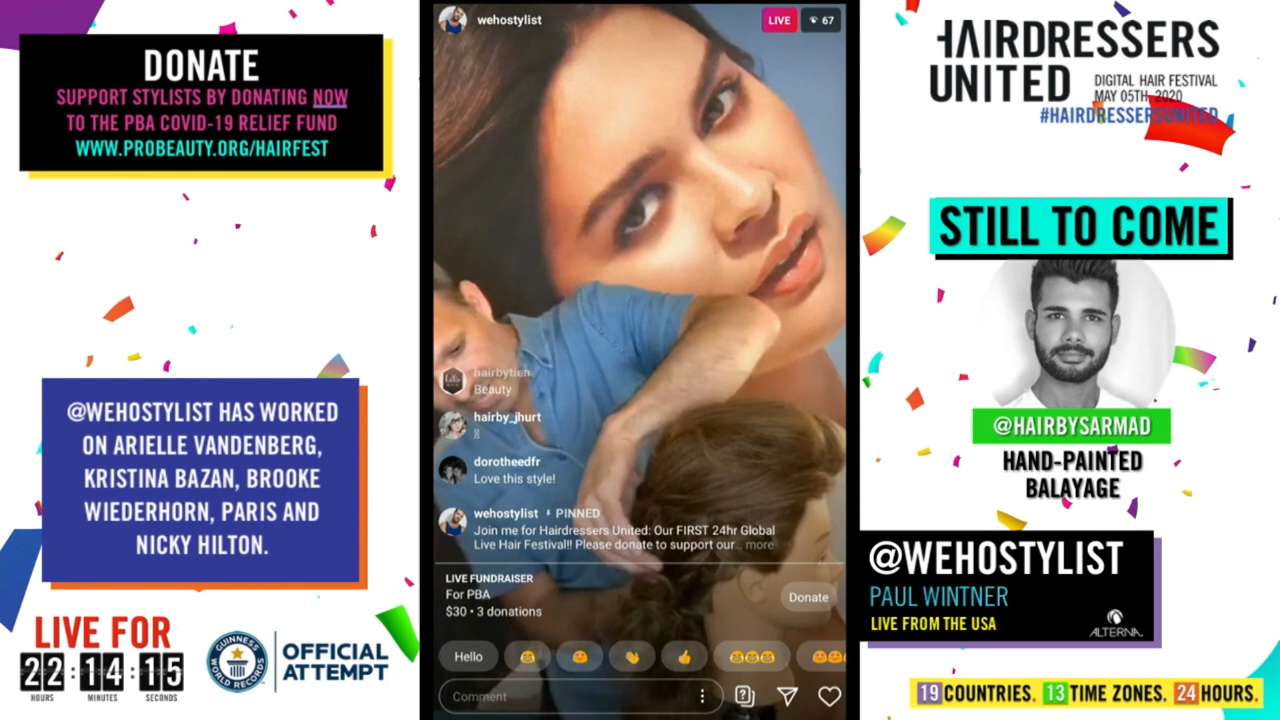 DONATE
SUPPORT STYLISTS BY DONATING NOW
TO THE PBA COVID-19 RELIEF FUND
WWW.PROBEAUTY.ORG/HAIRFEST
@WEHOSTYLIST HAS WORKED
ON ARIELLE VANDENBERG,
KRISTINA BAZAN, BROOKE
WIEDERHORN, PARIS AND
NICKY HILTON.
LIVE FOR
22:14:15
HOURS MINUTES SECONDS
GUINNESS
WORLD RECORDS
OFFICIAL
ATTEMPT
wehostylist
LIVE
67
hairbytien
Beauty
hairby_jhurt
dorotheedfr
Love this style!
wehostylist PINNED
Join me for Hairdressers United: Our FIRST 24hr Global
Live Hair Festival!! Please donate to support our... more
LIVE FUNDRAISER
For PBA
$30 • 3 donations
Donate
Hello
Comment
HAIRDRESSERS
UNITED
DIGITAL HAIR FESTIVAL
MAY 05TH, 2020
#HAIRDRESSERSUNITED
STILL TO COME
@HAIRBYSARMAD
HAND-PAINTED
BALAYAGE
@WEHOSTYLIST
PAUL WINTNER
LIVE FROM THE USA
ALTERNA
19 COUNTRIES. 13 TIME ZONES. 24 HOURS.